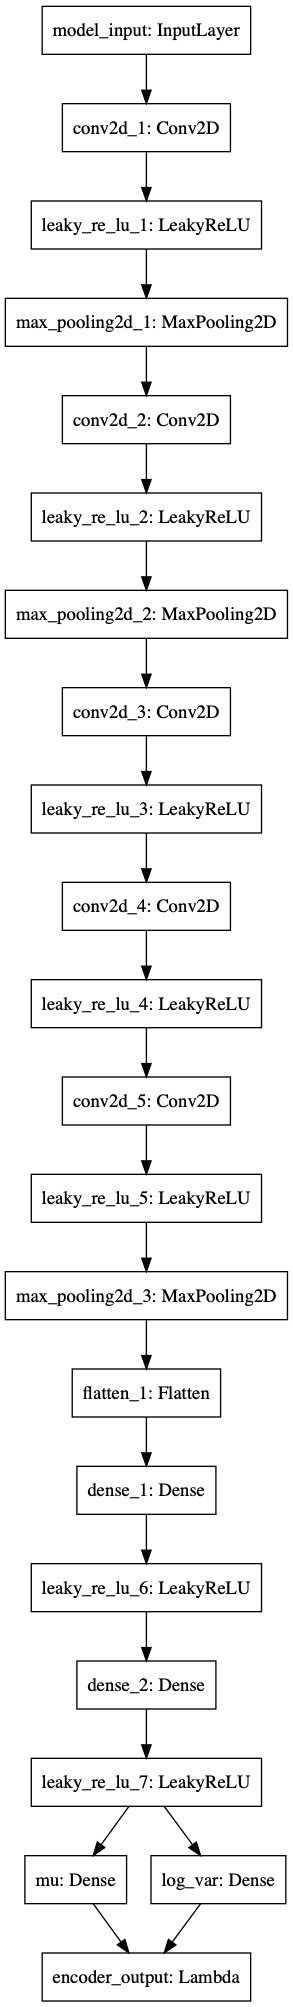 model_input: InputLayer
conv2d_1: Conv2D
leaky_re_lu_1: LeakyReLU
max_pooling2d_1: MaxPooling2D
conv2d_2: Conv2D
leaky_re_lu_2: LeakyReLU
max_pooling2d_2: MaxPooling2D
conv2d_3: Conv2D
leaky_re_lu_3: LeakyReLU
conv2d_4: Conv2D
leaky_re_lu_4: LeakyReLU
conv2d_5: Conv2D
leaky_re_lu_5: LeakyReLU
max_pooling2d_3: MaxPooling2D
flatten_1: Flatten
dense_1: Dense
leaky_re_lu_6: LeakyReLU
dense_2: Dense
leaky_re_lu_7: LeakyReLU
mu: Dense
log_var: Dense
encoder_output: Lambda